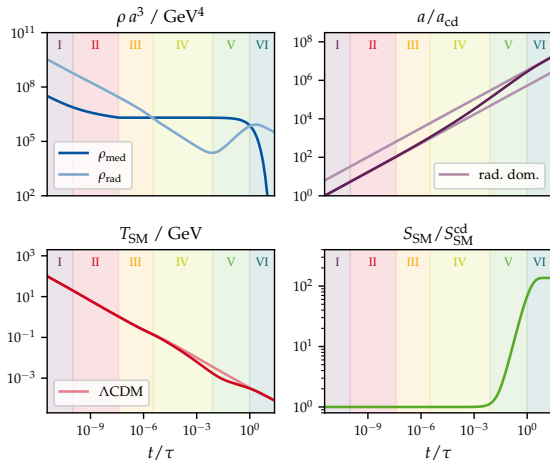 ρ a³ / GeV⁴
a/a_cd
10¹¹
10⁸
10⁵
10²
I II III IV V VI
ρ_med
ρ_rad
10⁸
10⁶
10⁴
10²
10⁰
I II III IV V VI
rad. dom.
T_SM / GeV
S_SM/S_SM^cd
10³
10¹
10⁻¹
10⁻³
I II III IV V VI
ΛCDM
10⁻⁹ 10⁻⁶ 10⁻³ 10⁰
t/τ
10²
10¹
10⁰
I II III IV V VI
10⁻⁹ 10⁻⁶ 10⁻³ 10⁰
t/τ